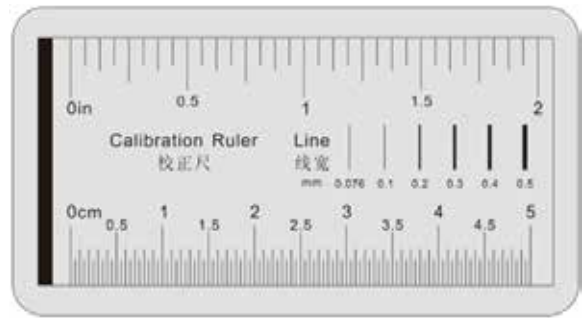 0in 0.5 1 1.5 2
Calibration Ruler Line
校正尺 线宽
mm 0.076 0.1 0.2 0.3 0.4 0.5
0cm 0.5 1 1.5 2 2.5 3 3.5 4 4.5 5